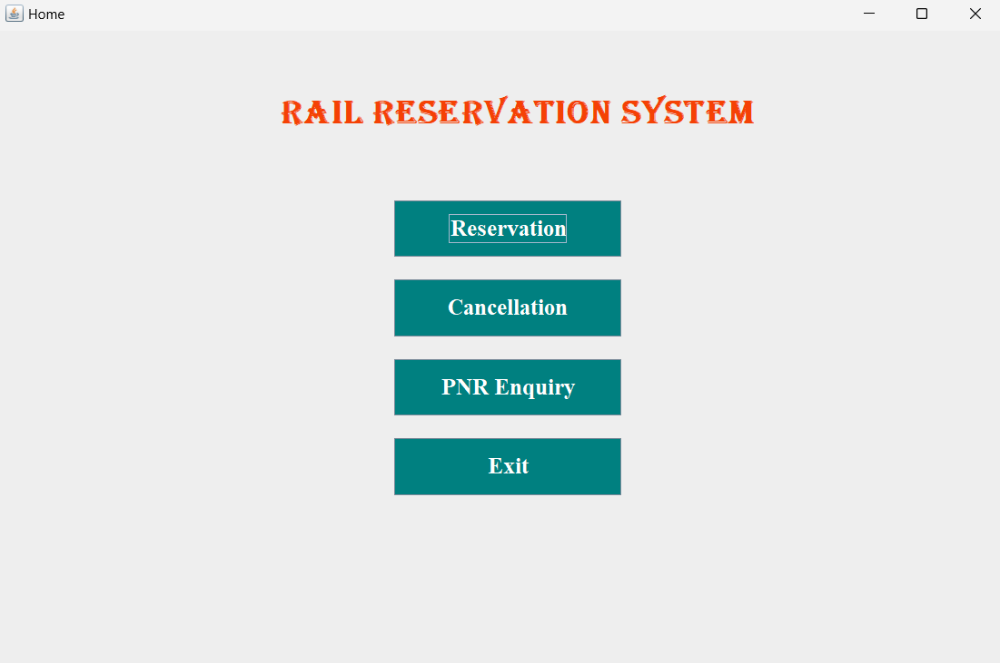 Home
RAIL RESERVATION SYSTEM
Reservation
Cancellation
PNR Enquiry
Exit